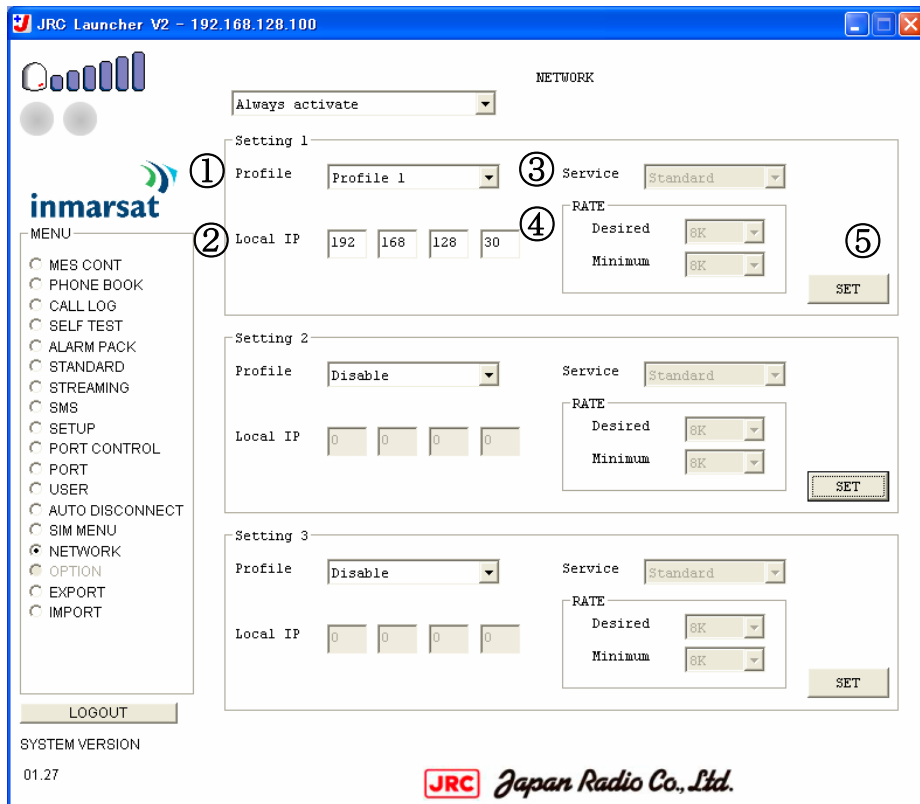 JRC Launcher V2 - 192.168.128.100
NETWORK
Always activate
inmarsat
MENU
MES CONT
PHONE BOOK
CALL LOG
SELF TEST
ALARM PACK
STANDARD
STREAMING
SMS
SETUP
PORT CONTROL
PORT
USER
AUTO DISCONNECT
SIM MENU
NETWORK
OPTION
EXPORT
IMPORT
LOGOUT
SYSTEM VERSION
01.27
Setting 1
① Profile Profile 1
② Local IP 192 168 128 30
③ Service Standard
④ RATE
Desired 8K
Minimum 8K
⑤
SET
Setting 2
Profile Disable
Local IP 0 0 0 0
Service Standard
RATE
Desired 8K
Minimum 8K
SET
Setting 3
Profile Disable
Local IP 0 0 0 0
Service Standard
RATE
Desired 8K
Minimum 8K
SET
JRC Japan Radio Co., Ltd.